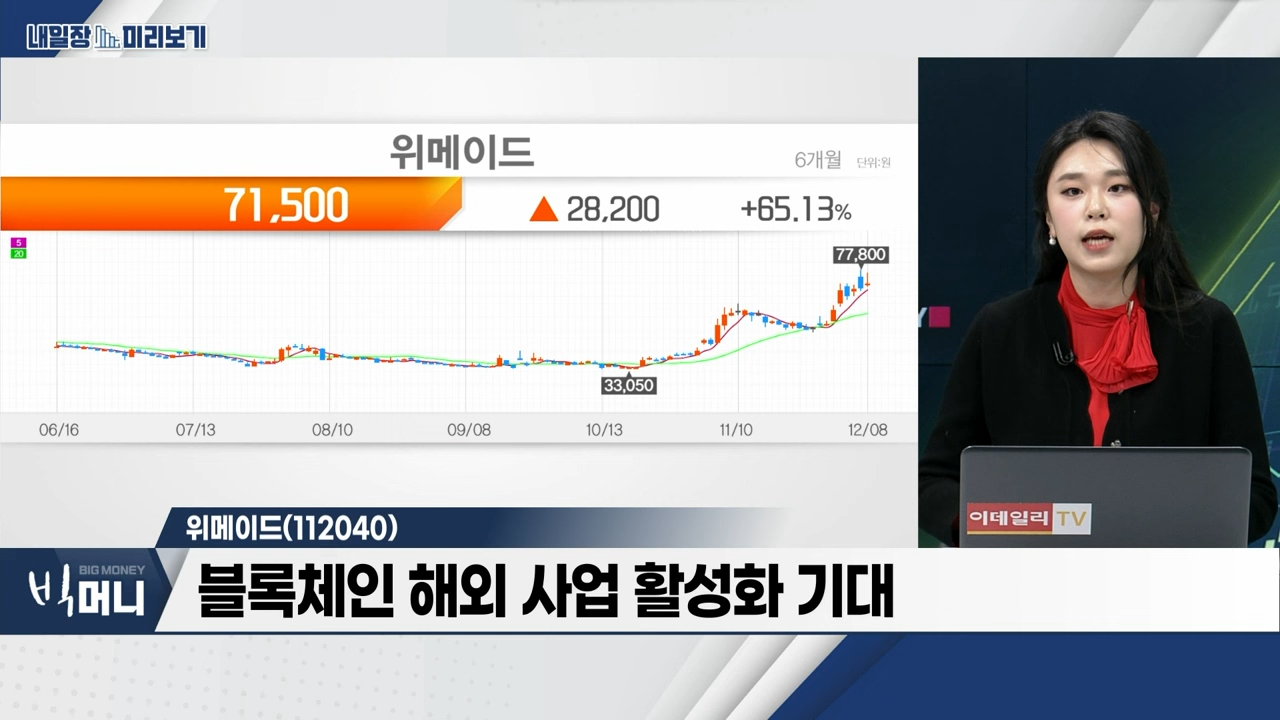 내일장 미리보기
위메이드
6개월 단위:원
71,500 ▲ 28,200 +65.13%
5
20
77,800
33,050
06/16 07/13 08/10 09/08 10/13 11/10 12/08
Y
이데일리 TV
위메이드(112040)
BIG MONEY
빅머니
블록체인 해외 사업 활성화 기대